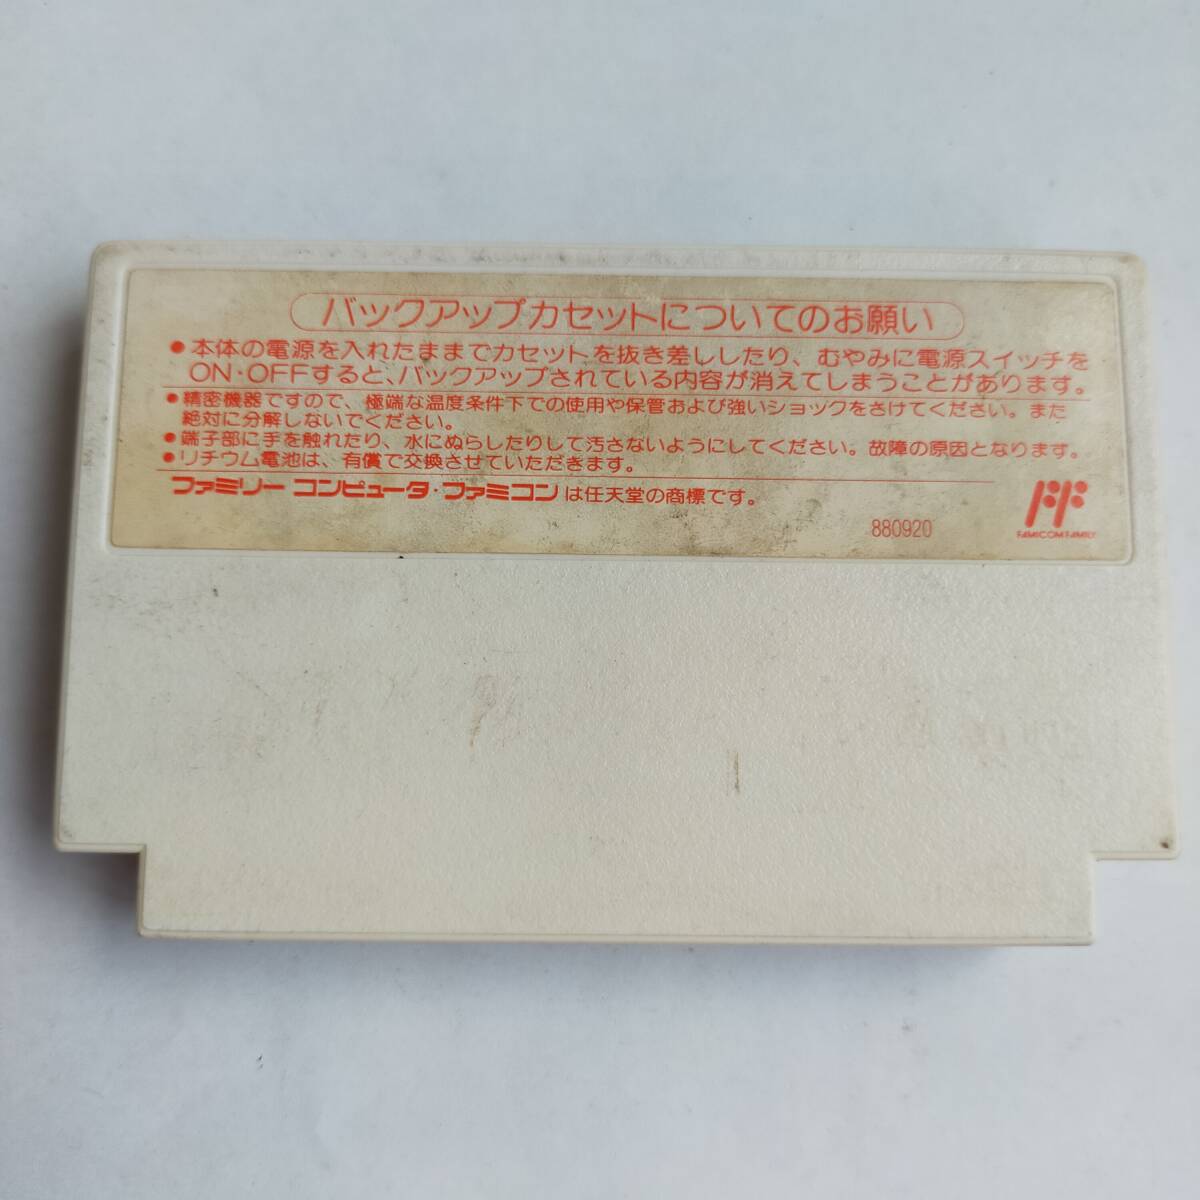 バックアップカセットについてのお願い
●本体の電源を入れたままでカセットを抜き差ししたり、むやみに電源スイッチを
ON・OFFすると、バックアップされている内容が消えてしまうことがあります。
●精密機器ですので、極端な温度条件下での使用や保管および強いショックをさけてください。また
絶対に分解しないでください。
●端子部に手を触れたり、水にぬらしたりして汚さないようにしてください。故障の原因となります。
●リチウム電池は、有償で交換させていただきます。
ファミリーコンピュータ・ファミコンは任天堂の商標です。
880920
FAMICOM FAMILY